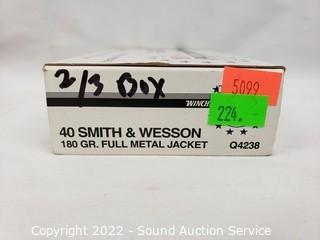 2/3 Box
5099
WINCH
224.-
40 SMITH & WESSON
180 GR. FULL METAL JACKET Q4238
Copyright 2022 - Sound Auction Service